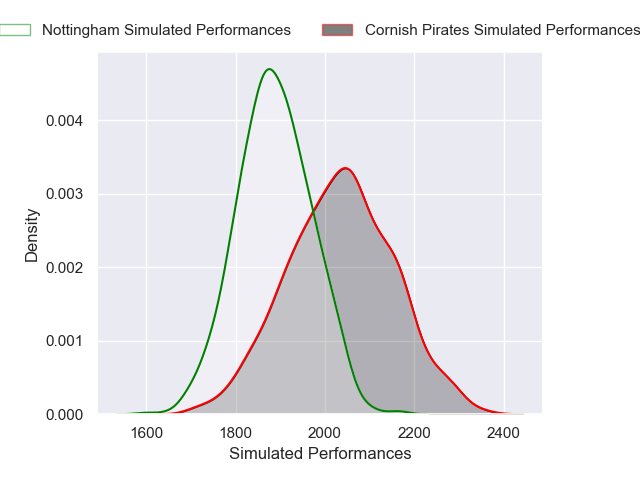 Nottingham Simulated Performances
Cornish Pirates Simulated Performances
Density
0.004
0.003
0.002
0.001
0.000
1600 1800 2000 2200 2400
Simulated Performances